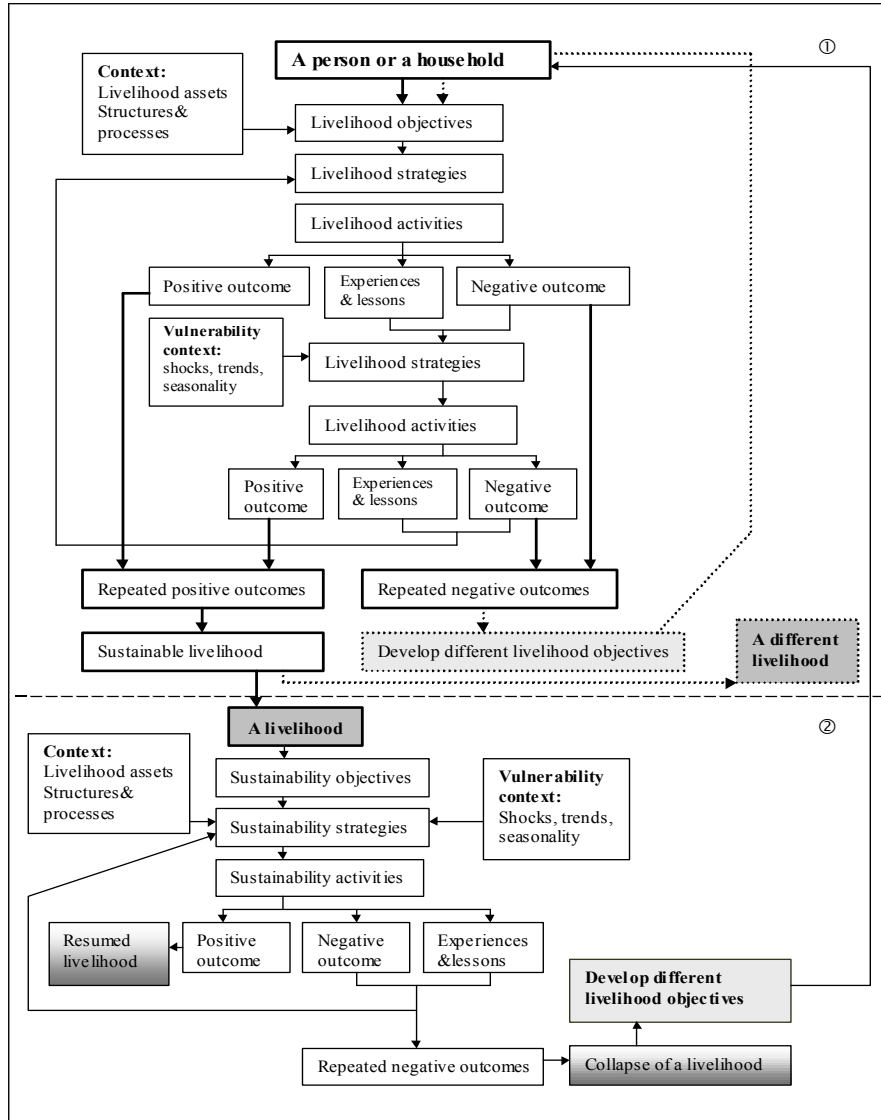 ①
A person or a household
Context:
Livelihood assets
Structures&
processes
Livelihood objectives
Livelihood strategies
Livelihood activities
Positive outcome
Experiences
& lessons
Negative outcome
Vulnerability
context:
shocks, trends,
seasonality
Livelihood strategies
Livelihood activities
Positive
outcome
Experiences
& lessons
Negative
outcome
Repeated positive outcomes
Repeated negative outcomes
Sustainable livelihood
Develop different livelihood objectives
A different
livelihood
②
A livelihood
Context:
Livelihood assets
Structures&
processes
Sustainability objectives
Vulnerability
context:
Shocks, trends,
seasonality
Sustainability strategies
Sustainability activities
Resumed
livelihood
Positive
outcome
Negative
outcome
Experiences
&lessons
Develop different
livelihood objectives
Repeated negative outcomes
Collapse of a livelihood